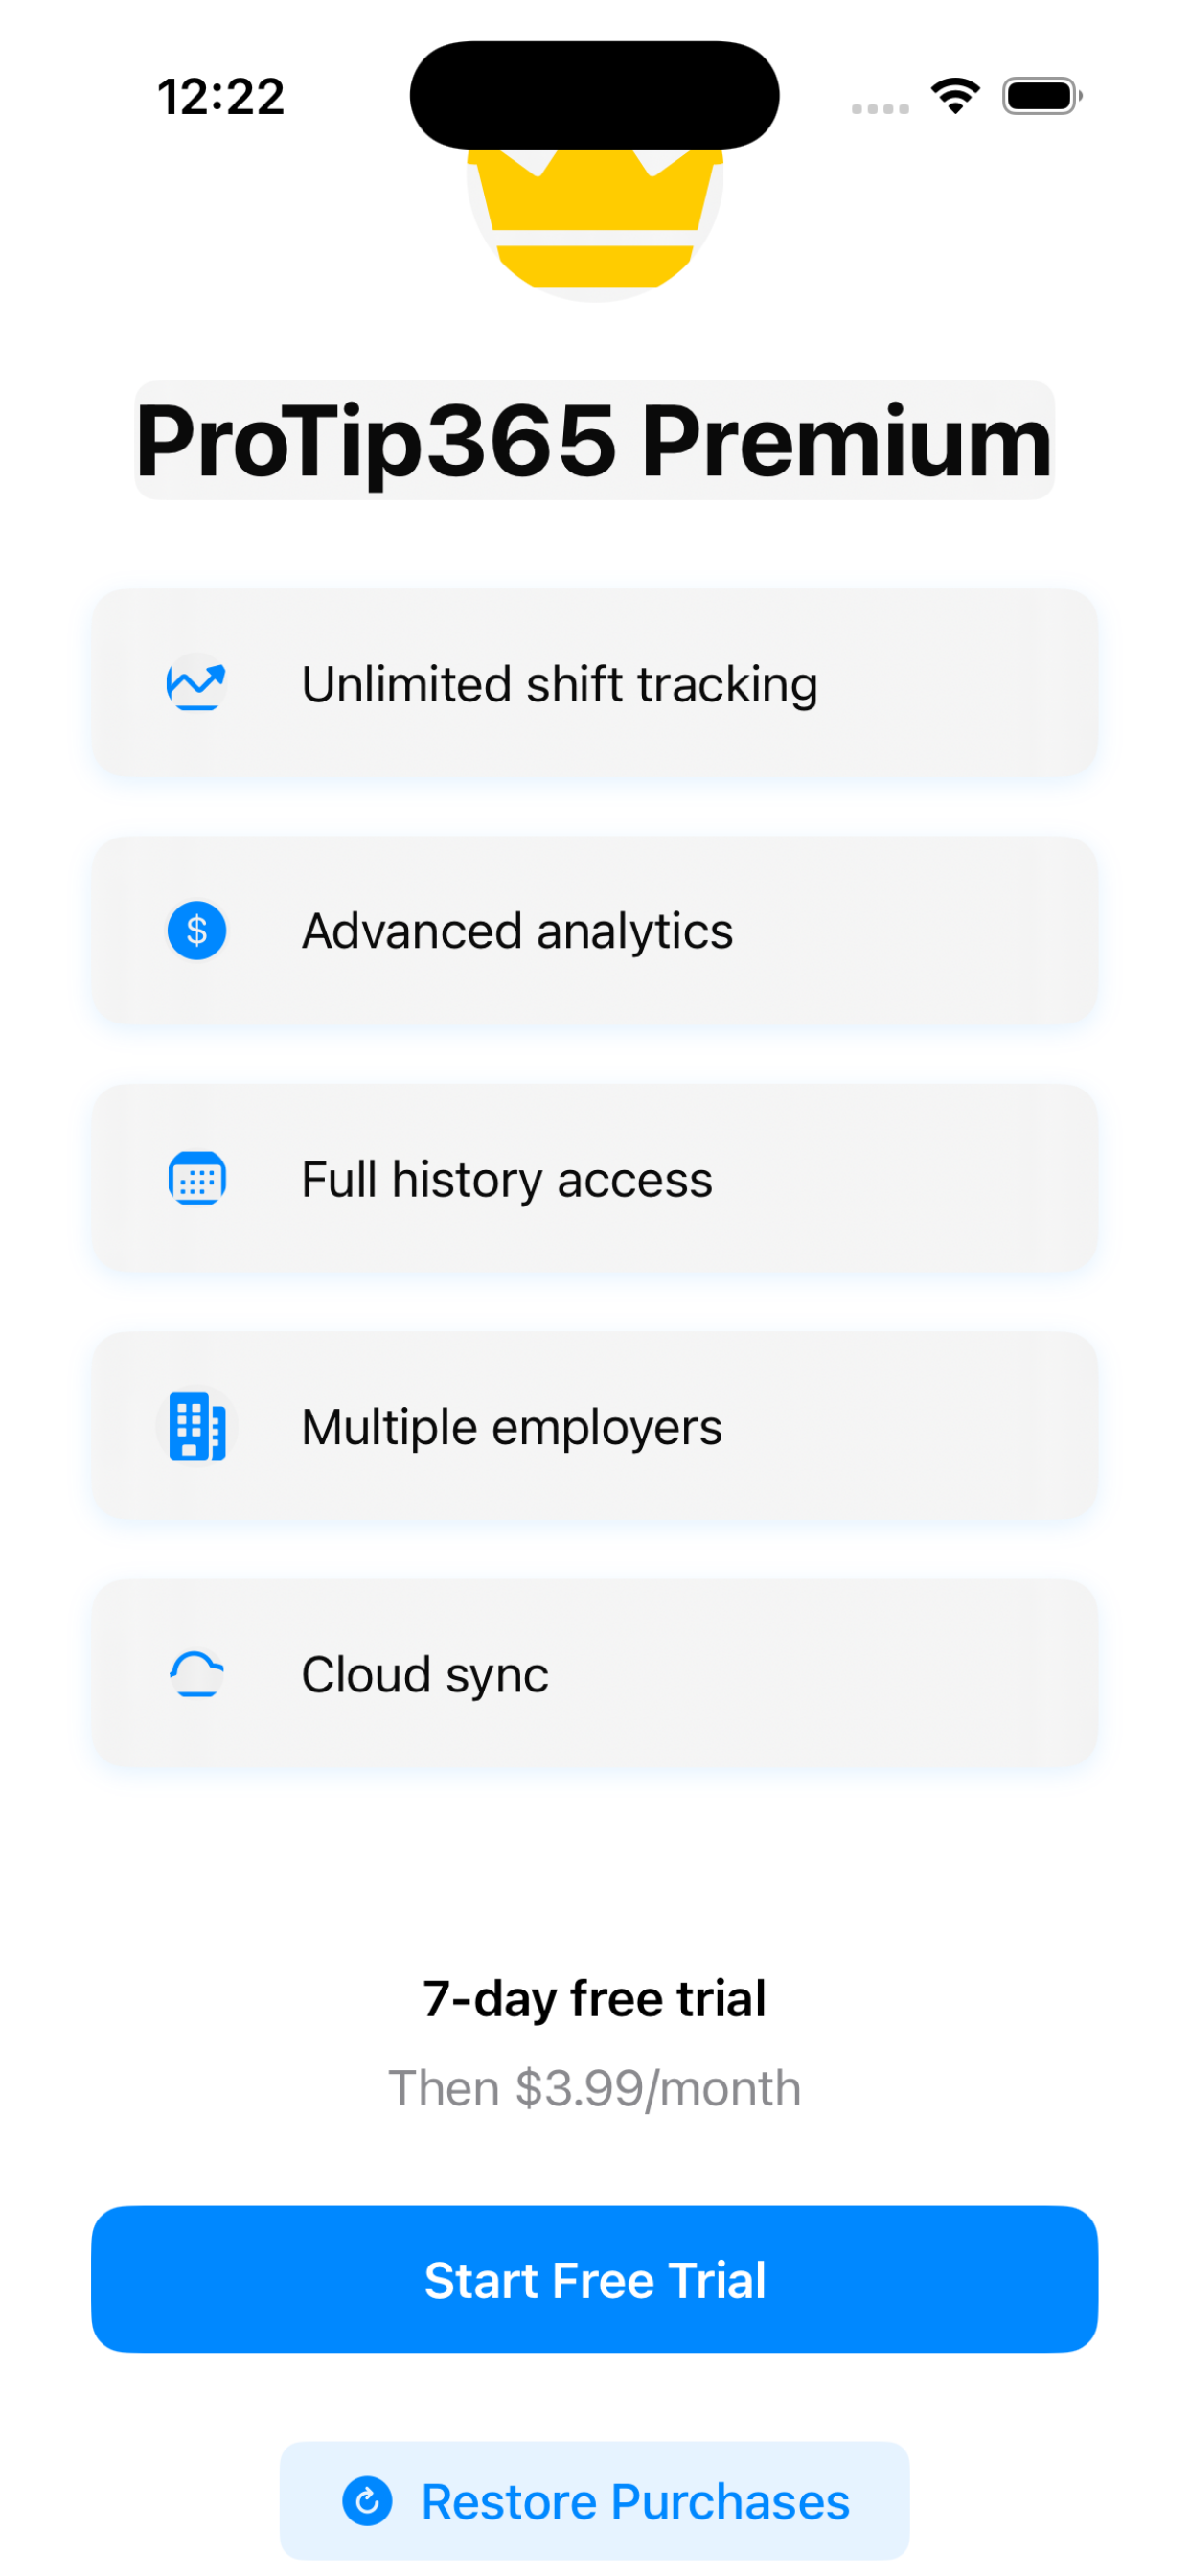 12:22
ProTip365 Premium
Unlimited shift tracking
$
Advanced analytics
Full history access
Multiple employers
Cloud sync
7-day free trial
Then $3.99/month
Start Free Trial
Restore Purchases